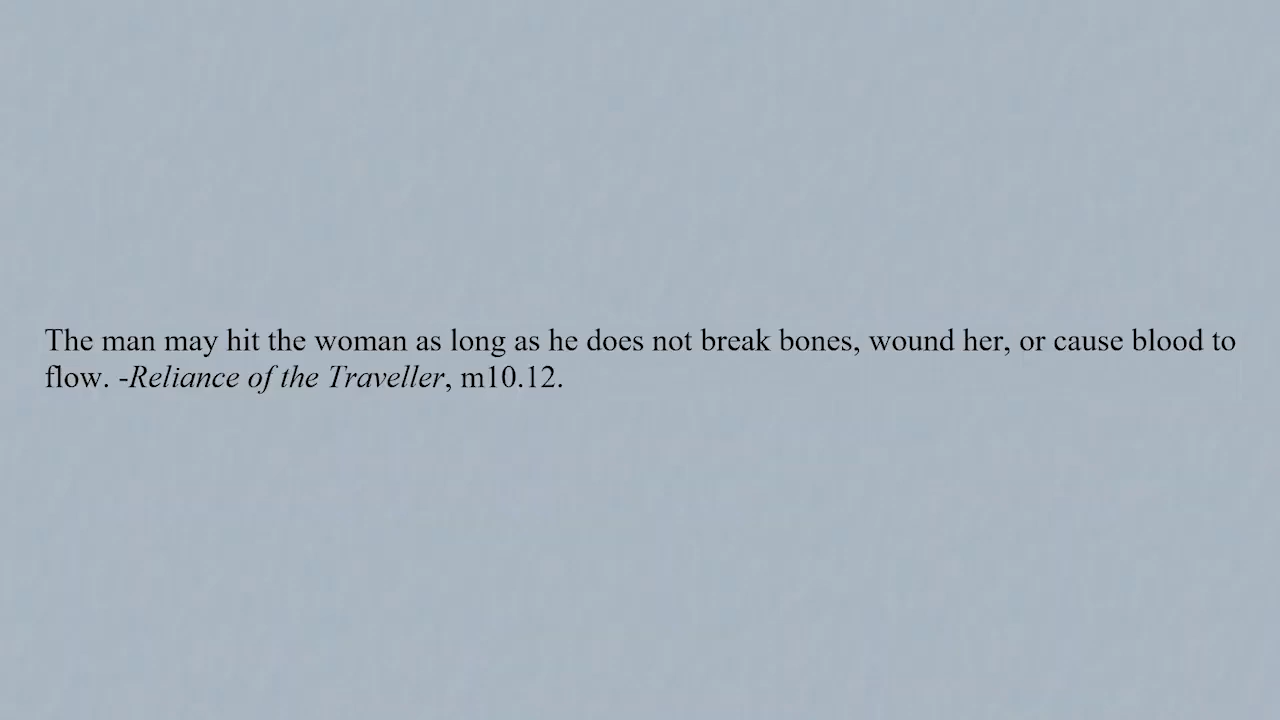 The man may hit the woman as long as he does not break bones, wound her, or cause blood to
flow. -Reliance of the Traveller, m10.12.